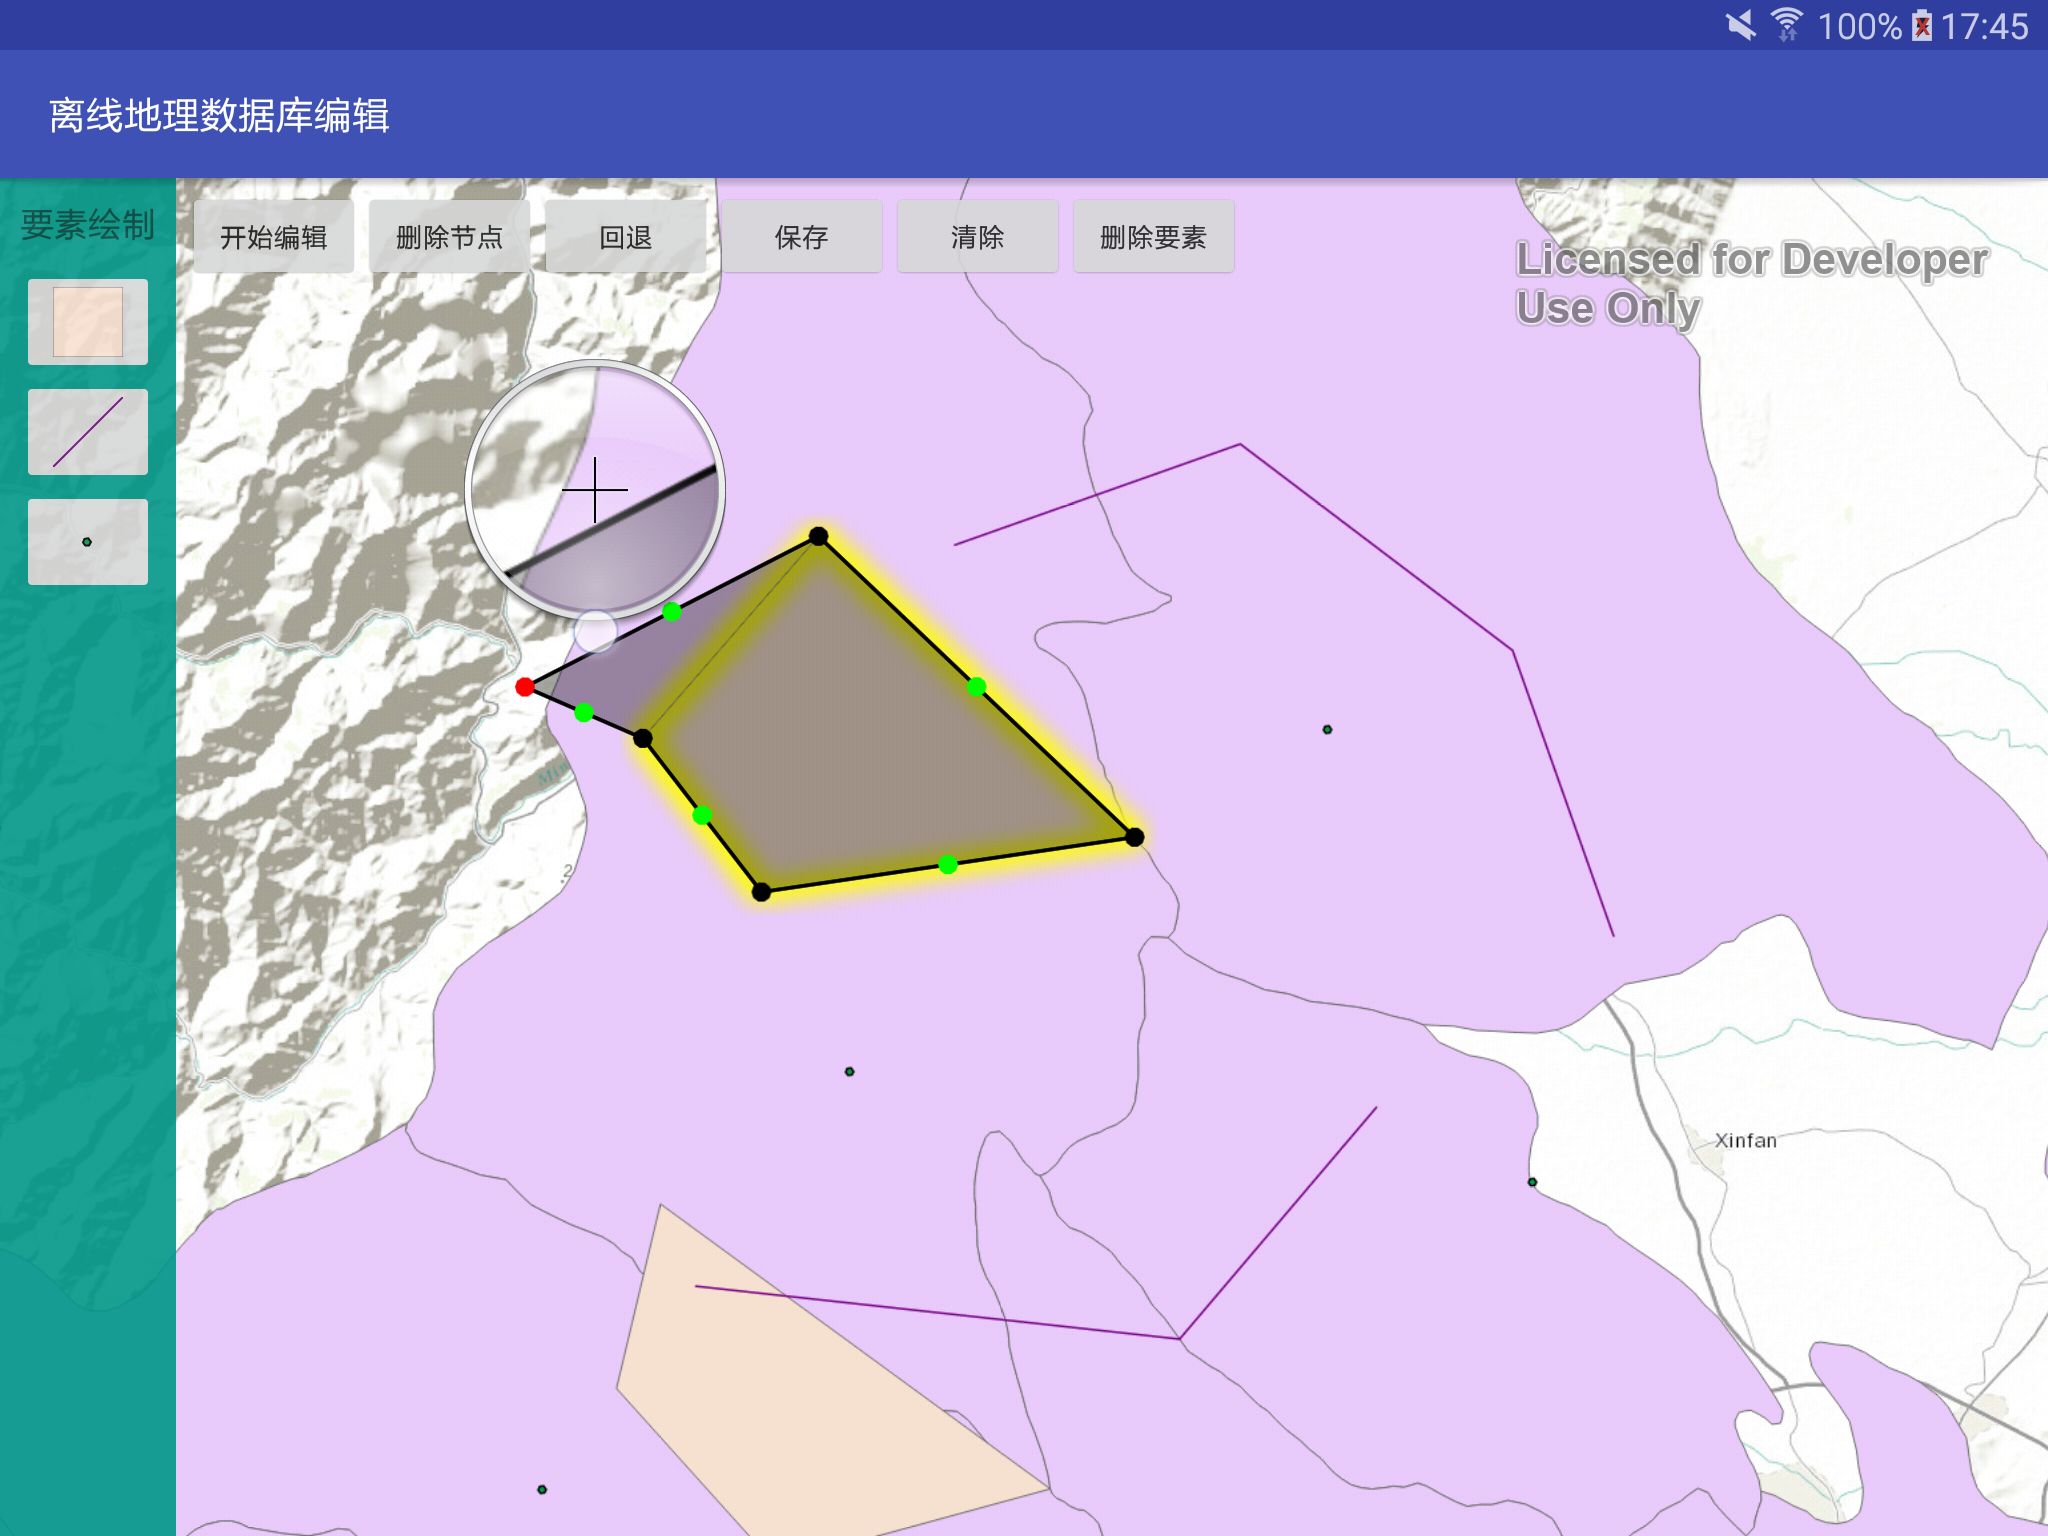 100% 17:45
离线地理数据库编辑
要素绘制
开始编辑 删除节点 回退 保存 清除 删除要素
Licensed for Developer
Use Only
2
Xinfan